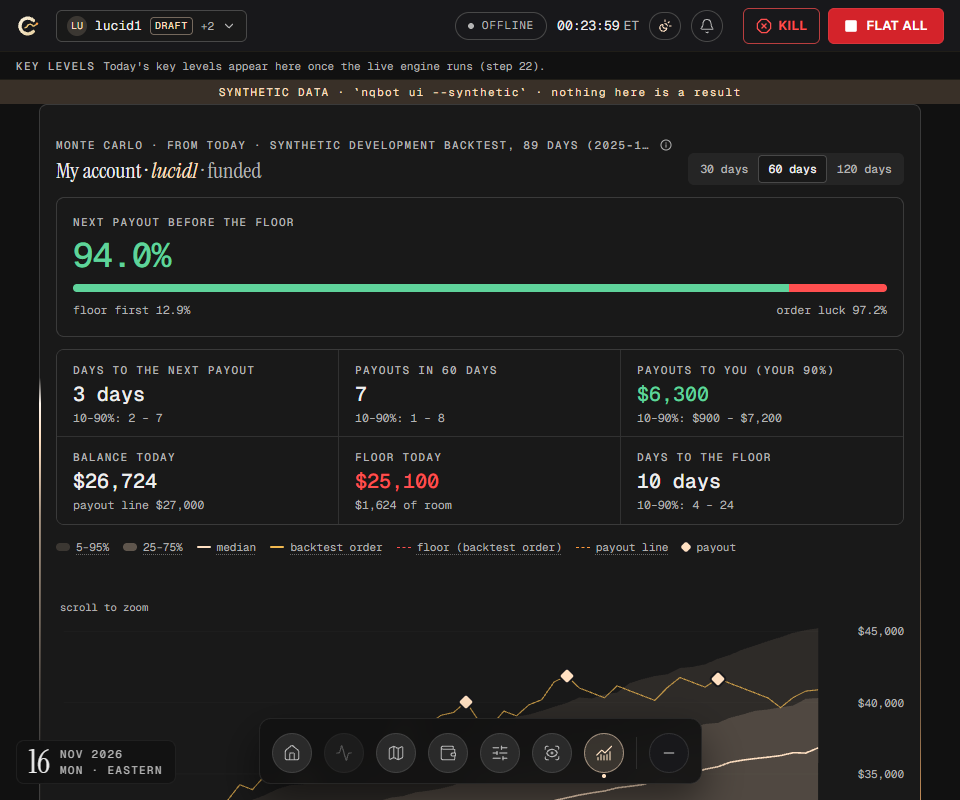 LU lucid1 DRAFT +2
OFFLINE
00:23:59 ET
KILL
FLAT ALL
KEY LEVELS Today's key levels appear here once the live engine runs (step 22).
SYNTHETIC DATA · `nqbot ui --synthetic` · nothing here is a result
MONTE CARLO · FROM TODAY · SYNTHETIC DEVELOPMENT BACKTEST, 89 DAYS (2025-1…
My account · lucid1 · funded
30 days 60 days 120 days
NEXT PAYOUT BEFORE THE FLOOR
94.0%
floor first 12.9% order luck 97.2%
DAYS TO THE NEXT PAYOUT
3 days
10–90%: 2 – 7
PAYOUTS IN 60 DAYS
7
10–90%: 1 – 8
PAYOUTS TO YOU (YOUR 90%)
$6,300
10–90%: $900 – $7,200
BALANCE TODAY
$26,724
payout line $27,000
FLOOR TODAY
$25,100
$1,624 of room
DAYS TO THE FLOOR
10 days
10–90%: 4 – 24
5–95% 25–75% median backtest order floor (backtest order) payout line payout
scroll to zoom
$45,000
$40,000
$35,000
16 NOV 2026
MON · EASTERN